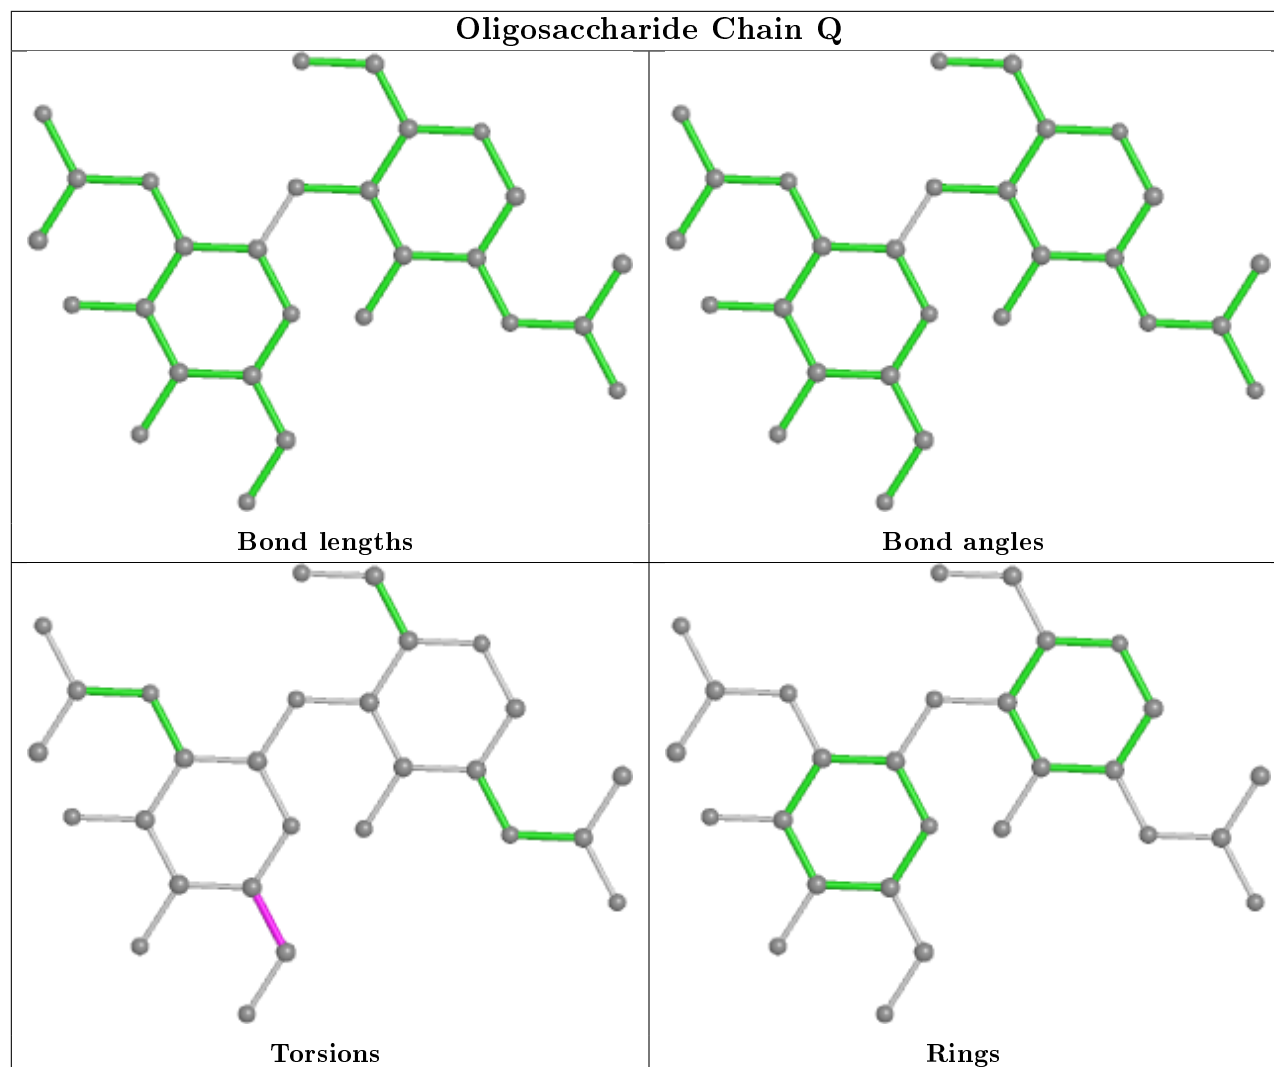 Oligosaccharide Chain Q
Bond lengths
Bond angles
Torsions
Rings